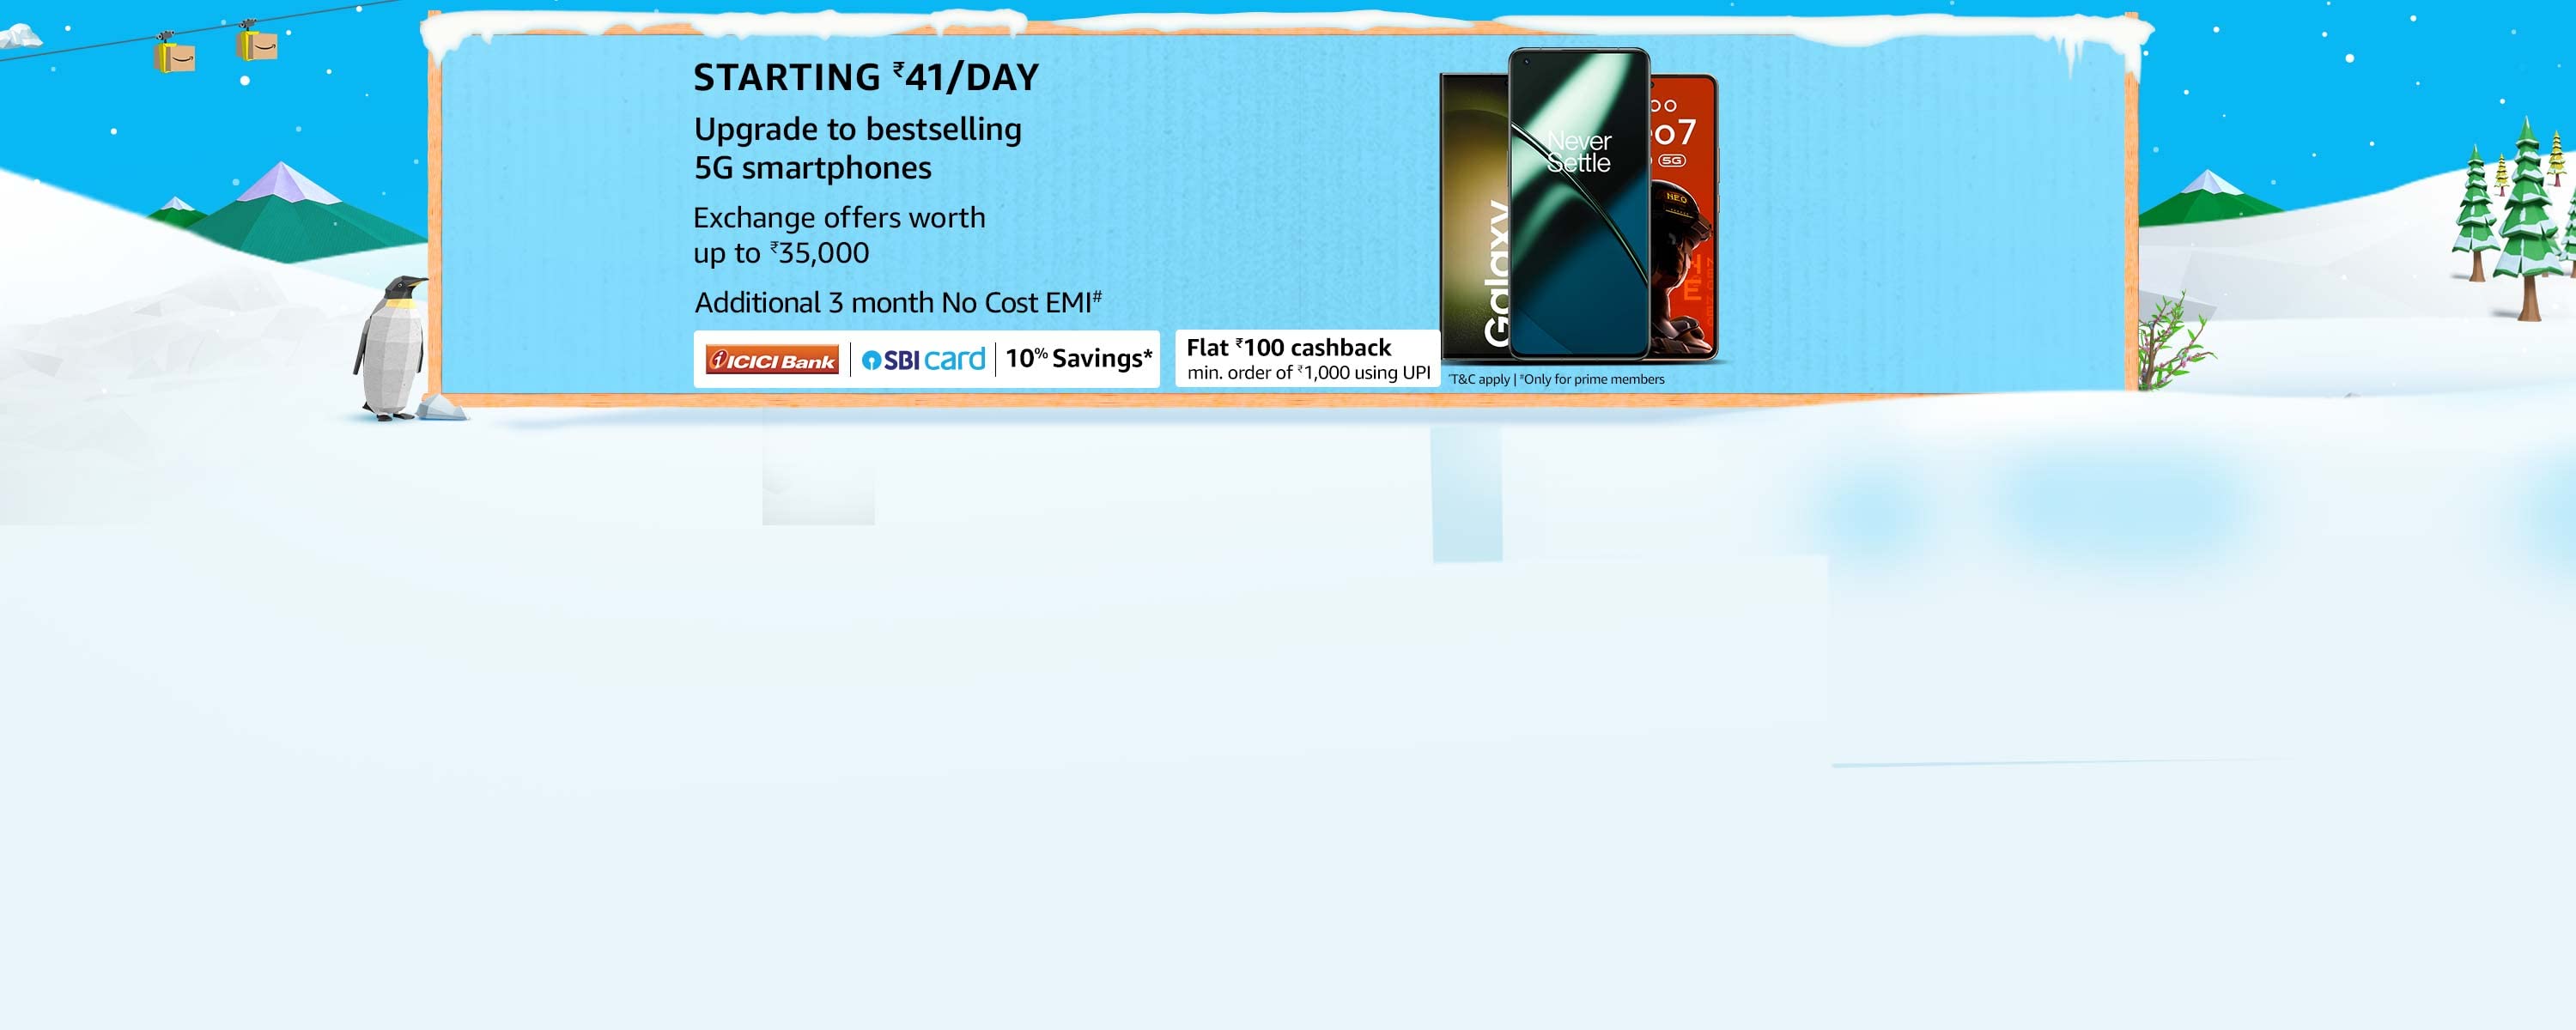 STARTING ₹41/DAY
Upgrade to bestselling
5G smartphones
Exchange offers worth
up to ₹35,000
Additional 3 month No Cost EMI#
ICICI Bank
SBI card
10% Savings*
Flat ₹100 cashback
min. order of ₹1,000 using UPI
Galaxy
Never
Settle
OO
o7
5G
NEO
*T&C apply | #Only for prime members